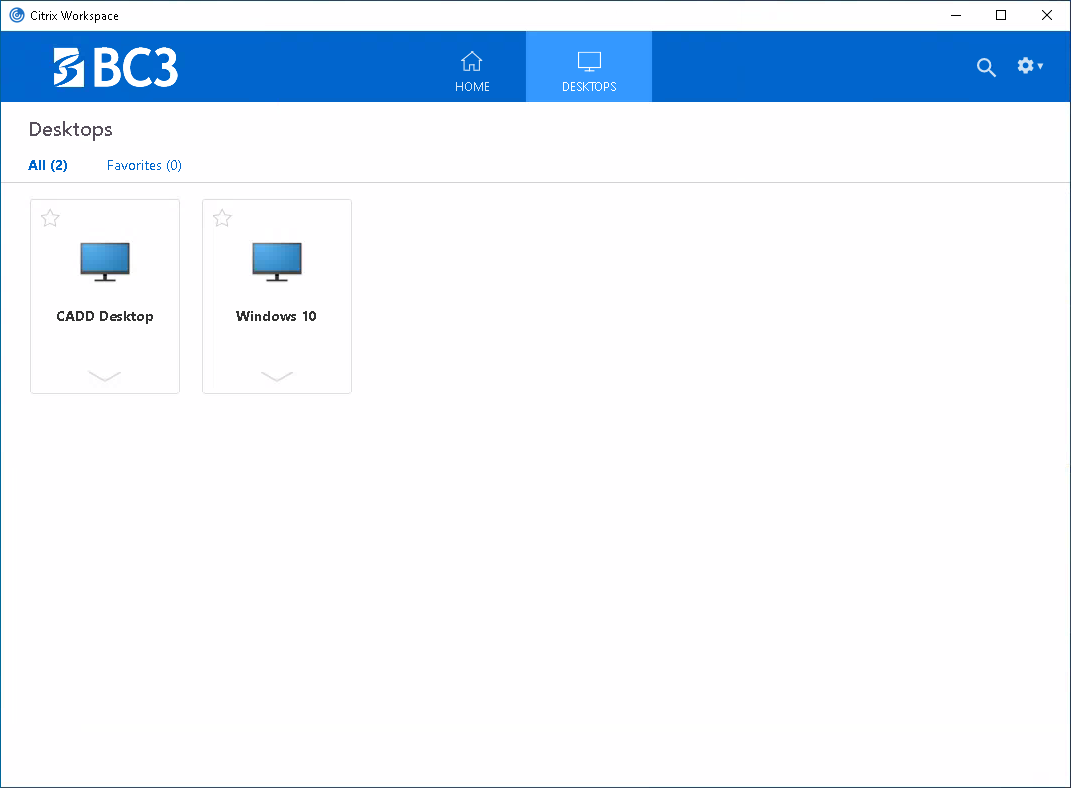 Citrix Workspace
BC3
HOME
DESKTOPS
Desktops
All (2)
Favorites (0)
CADD Desktop
Windows 10